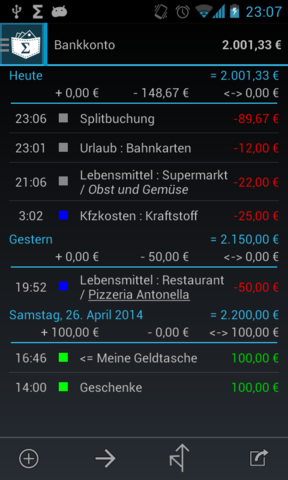 Σ 23:07
Σ Bankkonto 2.001,33 €
Heute = 2.001,33 €
+ 0,00 € - 148,67 € <-> 0,00 €
23:06 Splitbuchung -89,67 €
23:01 Urlaub : Bahnkarten -12,00 €
21:06 Lebensmittel : Supermarkt -22,00 €
/ Obst und Gemüse
3:02 Kfzkosten : Kraftstoff -25,00 €
Gestern = 2.150,00 €
+ 0,00 € - 50,00 € <-> 0,00 €
19:52 Lebensmittel : Restaurant -50,00 €
/ Pizzeria Antonella
Samstag, 26. April 2014 = 2.200,00 €
+ 100,00 € - 0,00 € <-> 100,00 €
16:46 <= Meine Geldtasche 100,00 €
14:00 Geschenke 100,00 €